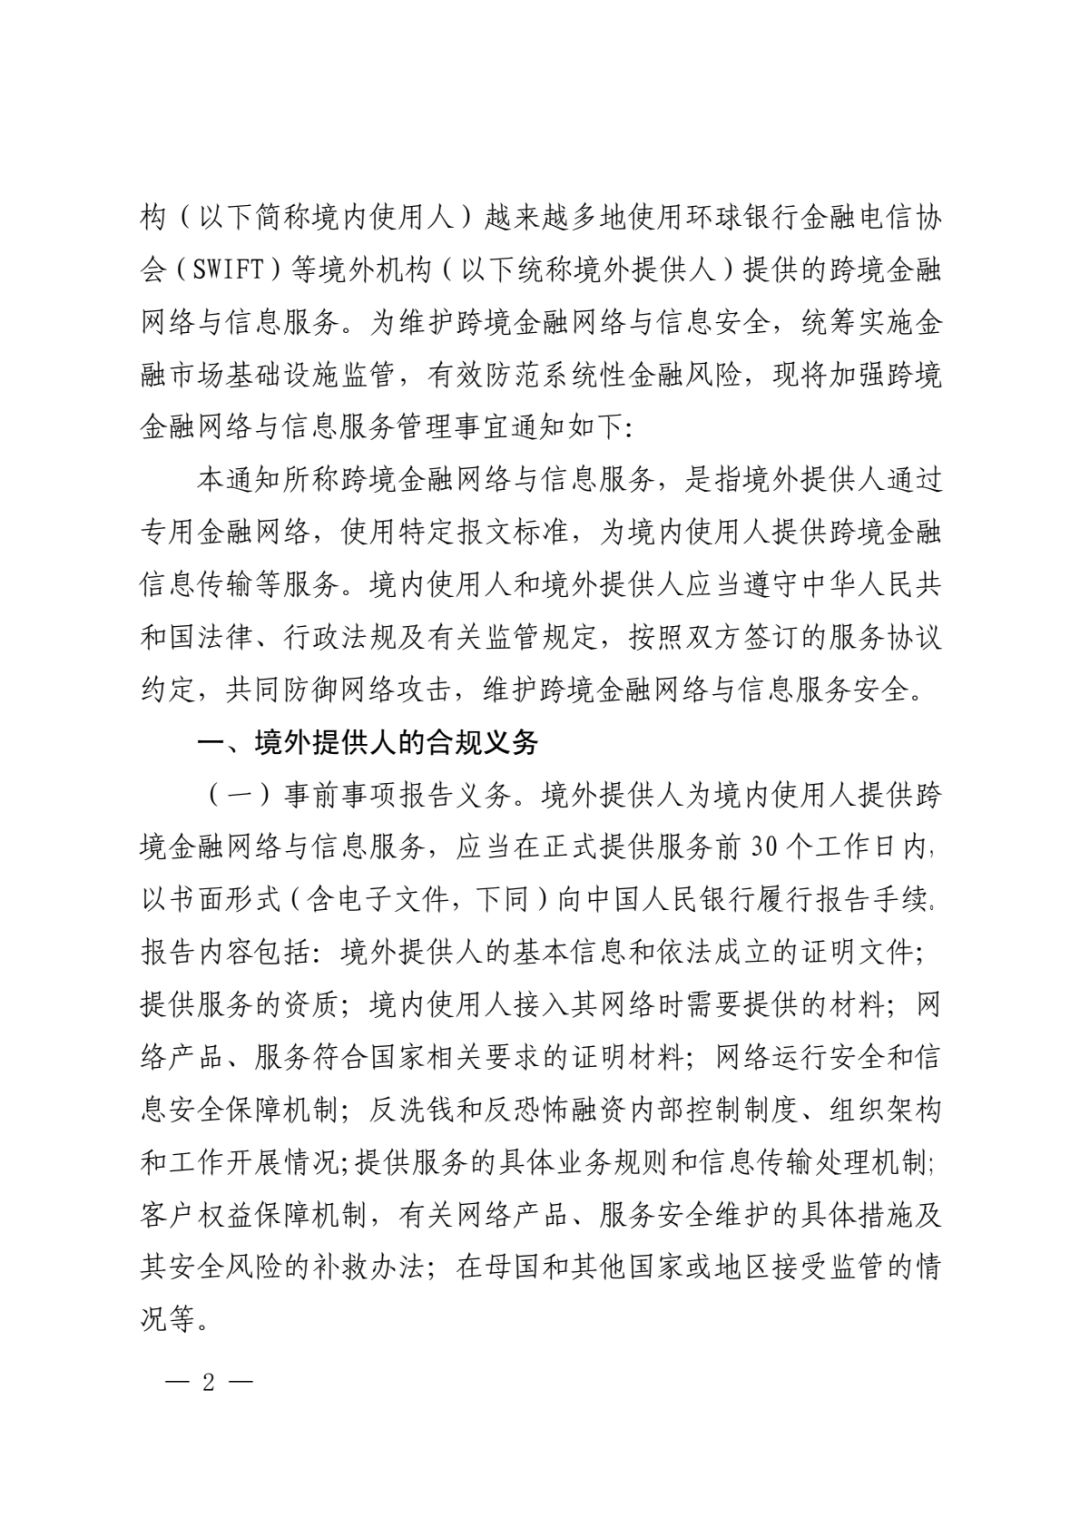 构（以下简称境内使用人）越来越多地使用环球银行金融电信协
会（SWIFT）等境外机构（以下统称境外提供人）提供的跨境金融
网络与信息服务。为维护跨境金融网络与信息安全，统筹实施金
融市场基础设施监管，有效防范系统性金融风险，现将加强跨境
金融网络与信息服务管理事宜通知如下：
本通知所称跨境金融网络与信息服务，是指境外提供人通过
专用金融网络，使用特定报文标准，为境内使用人提供跨境金融
信息传输等服务。境内使用人和境外提供人应当遵守中华人民共
和国法律、行政法规及有关监管规定，按照双方签订的服务协议
约定，共同防御网络攻击，维护跨境金融网络与信息服务安全。
一、境外提供人的合规义务
（一）事前事项报告义务。境外提供人为境内使用人提供跨
境金融网络与信息服务，应当在正式提供服务前 30 个工作日内，
以书面形式（含电子文件，下同）向中国人民银行履行报告手续。
报告内容包括：境外提供人的基本信息和依法成立的证明文件；
提供服务的资质；境内使用人接入其网络时需要提供的材料；网
络产品、服务符合国家相关要求的证明材料；网络运行安全和信
息安全保障机制；反洗钱和反恐怖融资内部控制制度、组织架构
和工作开展情况；提供服务的具体业务规则和信息传输处理机制；
客户权益保障机制，有关网络产品、服务安全维护的具体措施及
其安全风险的补救办法；在母国和其他国家或地区接受监管的情
况等。
— 2 —